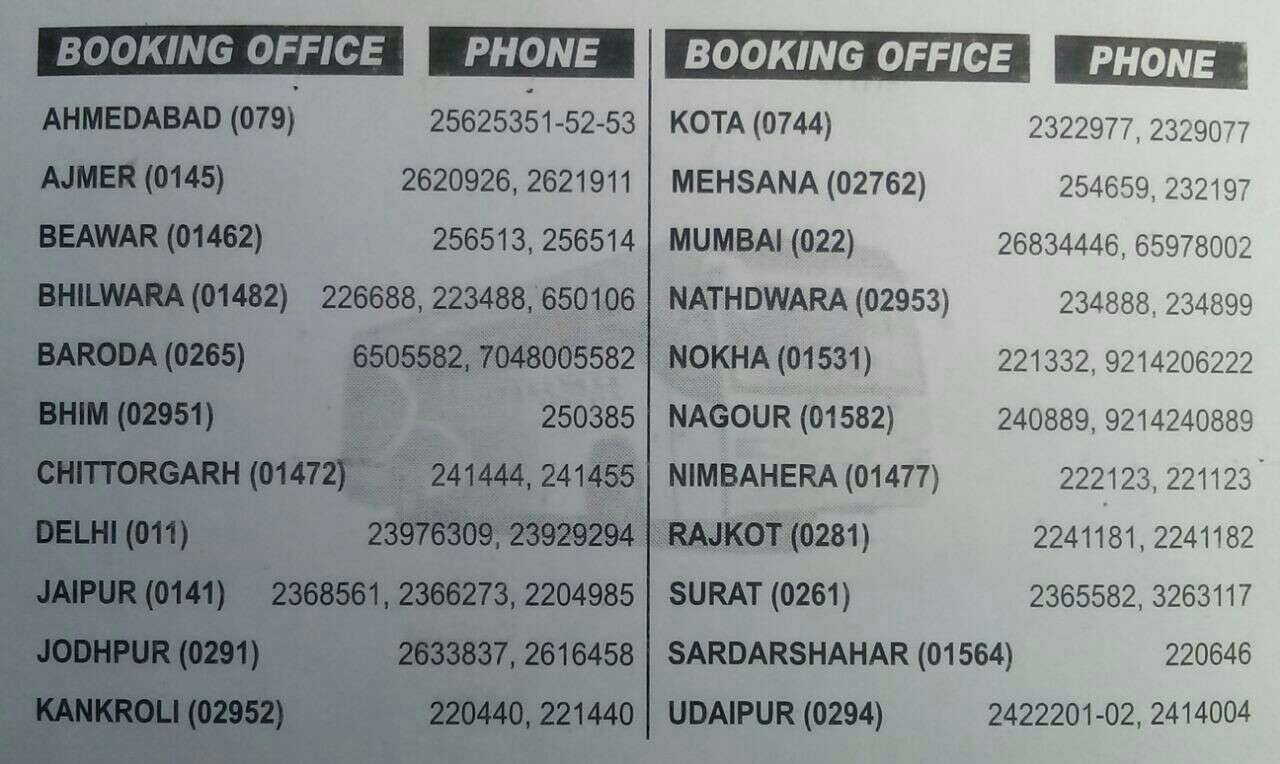 BOOKING OFFICE PHONE
AHMEDABAD (079) 25625351-52-53
AJMER (0145) 2620926, 2621911
BEAWAR (01462) 256513, 256514
BHILWARA (01482) 226688, 223488, 650106
BARODA (0265) 6505582, 7048005582
BHIM (02951) 250385
CHITTORGARH (01472) 241444, 241455
DELHI (011) 23976309, 23929294
JAIPUR (0141) 2368561, 2366273, 2204985
JODHPUR (0291) 2633837, 2616458
KANKROLI (02952) 220440, 221440
BOOKING OFFICE PHONE
KOTA (0744) 2322977, 2329077
MEHSANA (02762) 254659, 232197
MUMBAI (022) 26834446, 65978002
NATHDWARA (02953) 234888, 234899
NOKHA (01531) 221332, 9214206222
NAGOUR (01582) 240889, 9214240889
NIMBAHERA (01477) 222123, 221123
RAJKOT (0281) 2241181, 2241182
SURAT (0261) 2365582, 3263117
SARDARSHAHAR (01564) 220646
UDAIPUR (0294) 2422201-02, 2414004